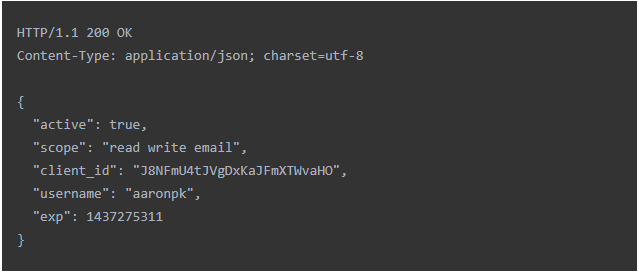 HTTP/1.1 200 OK
Content-Type: application/json; charset=utf-8

{
  "active": true,
  "scope": "read write email",
  "client_id": "J8NFmU4tJVgDxKaJFmXTWvaHO",
  "username": "aaronpk",
  "exp": 1437275311
}